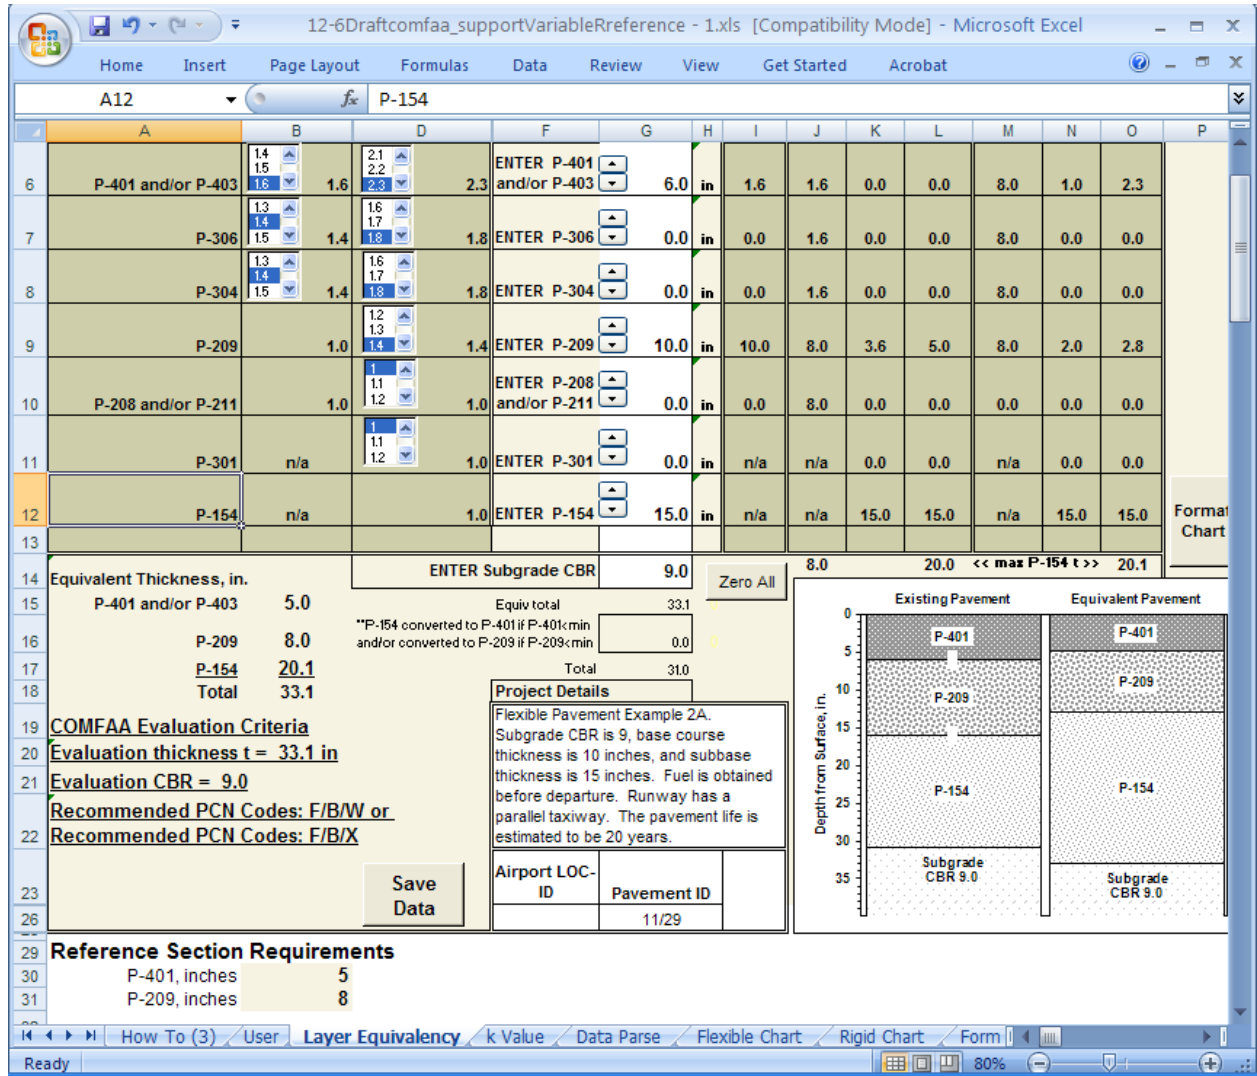 12-6Draftcomfaa_supportVariableRreference - 1.xls [Compatibility Mode] - Microsoft Excel
Home Insert Page Layout Formulas Data Review View Get Started Acrobat
A12 fx P-154
A B D F G H I J K L M N O P
1.4 2.1
1.5 2.2 ENTER P-401
6 P-401 and/or P-403 1.6 1.6 2.3 2.3 and/or P-403 6.0 in 1.6 1.6 0.0 0.0 8.0 1.0 2.3
1.3 1.6
1.4 1.7
7 P-306 1.5 1.4 1.8 1.8 ENTER P-306 0.0 in 0.0 1.6 0.0 0.0 8.0 0.0 0.0
1.3 1.6
1.4 1.7
8 P-304 1.5 1.4 1.8 1.8 ENTER P-304 0.0 in 0.0 1.6 0.0 0.0 8.0 0.0 0.0
1.2
1.3
9 P-209 1.0 1.4 1.4 ENTER P-209 10.0 in 10.0 8.0 3.6 5.0 8.0 2.0 2.8
1
1.1 ENTER P-208
10 P-208 and/or P-211 1.0 1.2 1.0 and/or P-211 0.0 in 0.0 8.0 0.0 0.0 0.0 0.0 0.0
1
1.1
11 P-301 n/a 1.2 1.0 ENTER P-301 0.0 in n/a n/a 0.0 0.0 n/a 0.0 0.0
12 P-154 n/a 1.0 ENTER P-154 15.0 in n/a n/a 15.0 15.0 n/a 15.0 15.0
Format
Chart
13
14 Equivalent Thickness, in. ENTER Subgrade CBR 9.0 Zero All 8.0 20.0 << max P-154 t >> 20.1
15 P-401 and/or P-403 5.0 Equiv total 33.1
**P-154 converted to P-401 if P-401<min
16 P-209 8.0 and/or converted to P-209 if P-209<min 0.0
17 P-154 20.1 Total 31.0
18 Total 33.1 Project Details
19 COMFAA Evaluation Criteria
20 Evaluation thickness t = 33.1 in
21 Evaluation CBR = 9.0
Recommended PCN Codes: F/B/W or
22 Recommended PCN Codes: F/B/X
Flexible Pavement Example 2A.
Subgrade CBR is 9, base course
thickness is 10 inches, and subbase
thickness is 15 inches. Fuel is obtained
before departure. Runway has a
parallel taxiway. The pavement life is
estimated to be 20 years.
Save
Data
23 Airport LOC-
ID Pavement ID
26 11/29
Existing Pavement Equivalent Pavement
Depth from Surface, in.
0
5
10
15
20
25
30
35
P-401
P-209
P-154
Subgrade
CBR 9.0
P-401
P-209
P-154
Subgrade
CBR 9.0
29 Reference Section Requirements
30 P-401, inches 5
31 P-209, inches 8
How To (3) User Layer Equivalency k Value Data Parse Flexible Chart Rigid Chart Form
Ready 80%